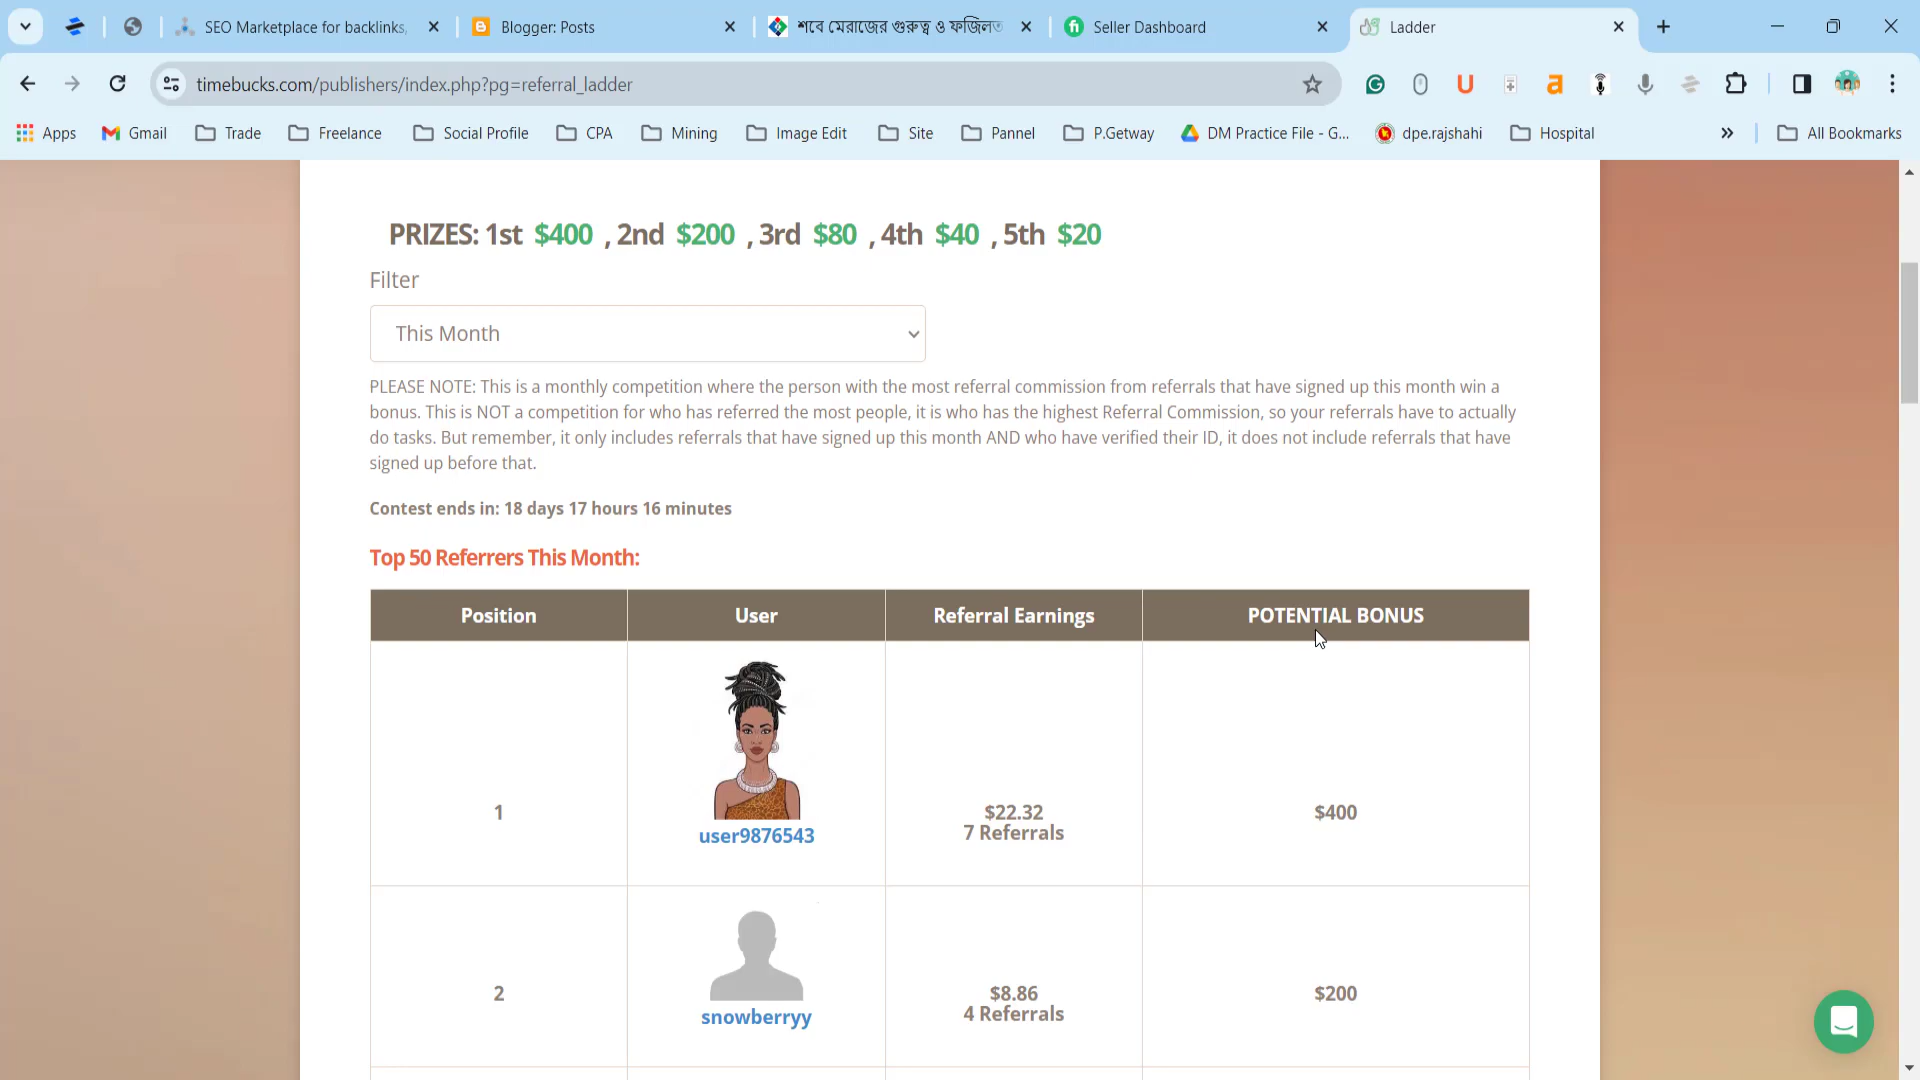 SEO Marketplace for backlinks,
Blogger: Posts
শবে মেরাজের গুরুত্ব ও ফজিলত
Seller Dashboard
Ladder
timebucks.com/publishers/index.php?pg=referral_ladder
Apps
Gmail
Trade
Freelance
Social Profile
CPA
Mining
Image Edit
Site
Pannel
P.Getway
DM Practice File - G...
dpe.rajshahi
Hospital
»
All Bookmarks
PRIZES: 1st $400 , 2nd $200 , 3rd $80 , 4th $40 , 5th $20
Filter
This Month
PLEASE NOTE: This is a monthly competition where the person with the most referral commission from referrals that have signed up this month win a
bonus. This is NOT a competition for who has referred the most people, it is who has the highest Referral Commission, so your referrals have to actually
do tasks. But remember, it only includes referrals that have signed up this month AND who have verified their ID, it does not include referrals that have
signed up before that.
Contest ends in: 18 days 17 hours 16 minutes
Top 50 Referrers This Month:
Position User Referral Earnings POTENTIAL BONUS
1 user9876543 $22.32 $400
7 Referrals
2 snowberryy $8.86 $200
4 Referrals